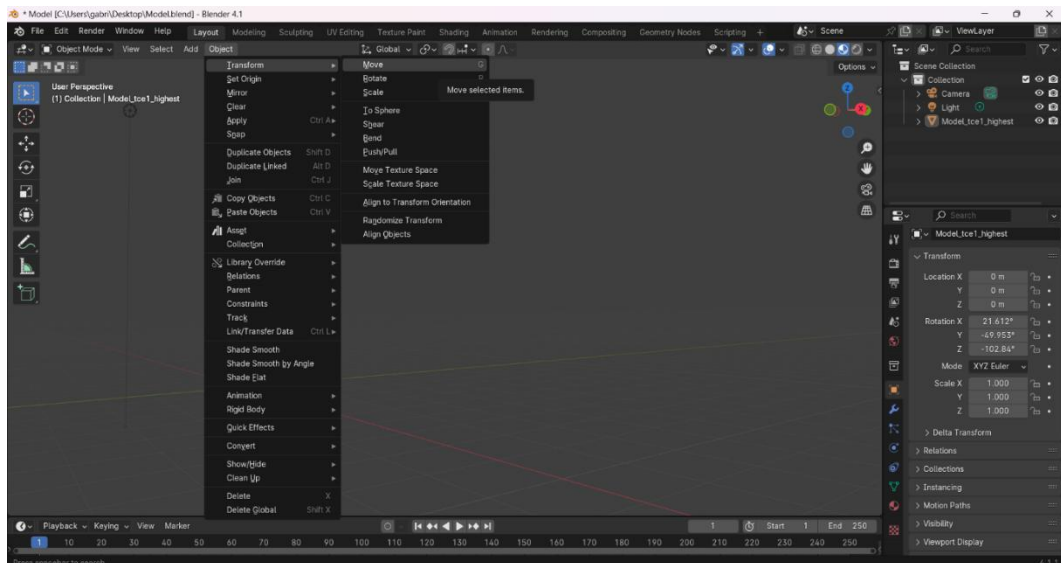 * Model [C:\Users\gabri\Desktop\Model.blend] - Blender 4.1
File Edit Render Window Help Layout Modeling Sculpting UV Editing Texture Paint Shading Animation Rendering Compositing Geometry Nodes Scripting + Scene ViewLayer
Object Mode View Select Add Object Global Search
Options
User Perspective
(1) Collection | Model_tce1_highest
Transform
Set Origin
Mirror
Clear
Apply Ctrl A
Snap
Duplicate Objects Shift D
Duplicate Linked Alt D
Join Ctrl J
Copy Objects Ctrl C
Paste Objects Ctrl V
Asset
Collection
Library Override
Relations
Parent
Constraints
Track
Link/Transfer Data Ctrl L
Shade Smooth
Shade Smooth by Angle
Shade Flat
Animation
Rigid Body
Quick Effects
Convert
Show/Hide
Clean Up
Delete X
Delete Global Shift X
Move G
Rotate R
Scale
Move selected items.
To Sphere
Shear
Bend
Push/Pull
Move Texture Space
Scale Texture Space
Align to Transform Orientation
Randomize Transform
Align Objects
Scene Collection
Collection
Camera
Light
Model_tce1_highest
Search
Model_tce1_highest
Transform
Location X 0 m
Y 0 m
Z 0 m
Rotation X 21.612°
Y -49.953°
Z -102.84°
Mode XYZ Euler
Scale X 1.000
Y 1.000
Z 1.000
Delta Transform
Relations
Collections
Instancing
Motion Paths
Visibility
Viewport Display
Playback Keying View Marker 1 Start 1 End 250
1 10 20 30 40 50 60 70 80 90 100 110 120 130 140 150 160 170 180 190 200 210 220 230 240 250